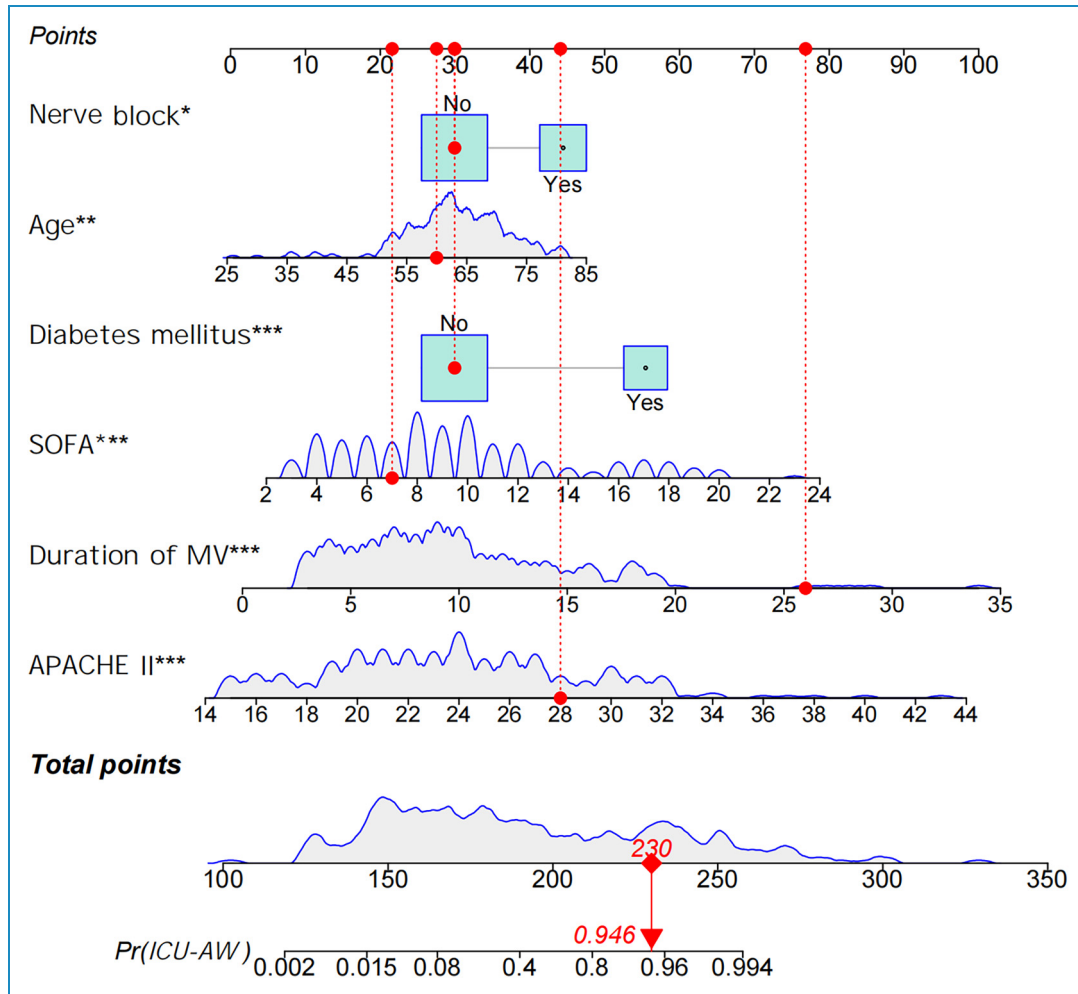 Points
0 10 20 30 40 50 60 70 80 90 100
No
Nerve block*
Yes
Age**
25 35 45 55 65 75 85
No
Diabetes mellitus***
Yes
SOFA***
2 4 6 8 10 12 14 16 18 20 22 24
Duration of MV***
0 5 10 15 20 25 30 35
APACHE II***
14 16 18 20 22 24 26 28 30 32 34 36 38 40 42 44
Total points
230
100 150 200 250 300 350
0.946
Pr(ICU-AW)
0.002 0.015 0.08 0.4 0.8 0.96 0.994